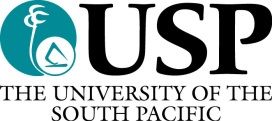 USP
THE UNIVERSITY OF THE
SOUTH PACIFIC